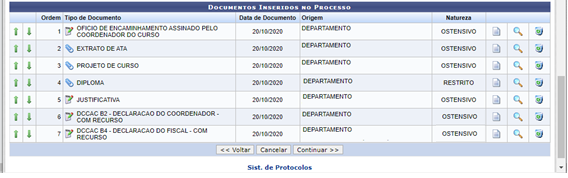 Documentos Inseridos no Processo
Ordem Tipo de Documento Data de Documento Origem Natureza
1 OFICIO DE ENCAMINHAMENTO ASSINADO PELO COORDENADOR DO CURSO 20/10/2020 DEPARTAMENTO OSTENSIVO
2 EXTRATO DE ATA 20/10/2020 DEPARTAMENTO OSTENSIVO
3 PROJETO DE CURSO 20/10/2020 DEPARTAMENTO OSTENSIVO
4 DIPLOMA 20/10/2020 DEPARTAMENTO RESTRITO
5 JUSTIFICATIVA 20/10/2020 DEPARTAMENTO OSTENSIVO
6 DCCAC B2 - DECLARACAO DO COORDENADOR - COM RECURSO 20/10/2020 DEPARTAMENTO OSTENSIVO
7 DCCAC B4 - DECLARACAO DO FISCAL - COM RECURSO 20/10/2020 DEPARTAMENTO OSTENSIVO
<< Voltar Cancelar Continuar >>
Sist. de Protocolos